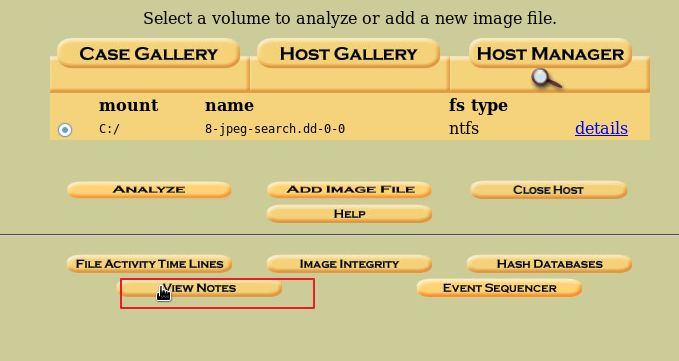 Select a volume to analyze or add a new image file.
CASE GALLERY HOST GALLERY HOST MANAGER
mount name fs type
C:/ 8-jpeg-search.dd-0-0 ntfs details
ANALYZE ADD IMAGE FILE CLOSE HOST
HELP
FILE ACTIVITY TIME LINES IMAGE INTEGRITY HASH DATABASES
VIEW NOTES EVENT SEQUENCER